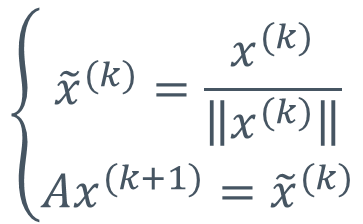 x̃^(k) = x^(k) / ‖x^(k)‖
Ax^(k+1) = x̃^(k)